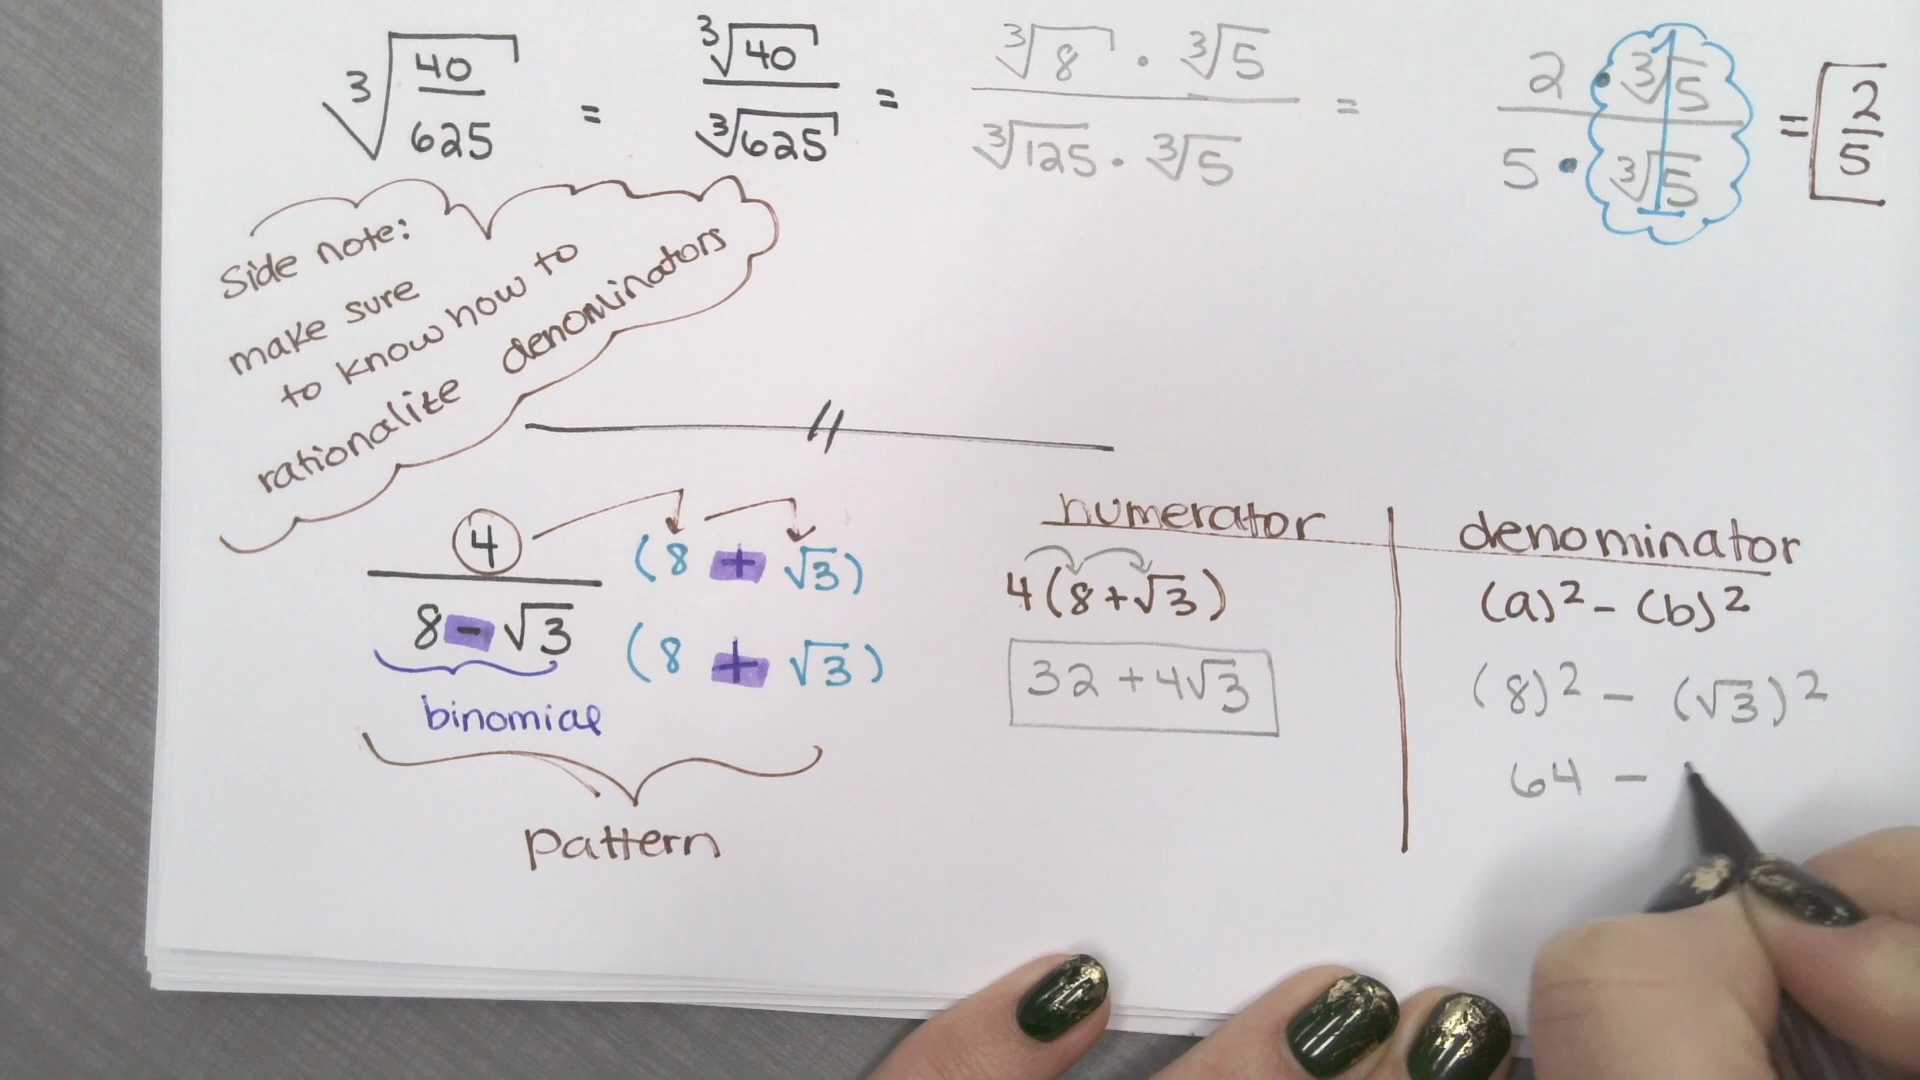 ∛(40/625) = ∛40/∛625 = (∛8 · ∛5)/(∛125 · ∛5) = (2 · ∛5)/(5 · ∛5) = 2/5
1
Side note:
make sure
to know how to
rationalize denominators
4 (8 + √3)
8 - √3 (8 + √3)
binomial
pattern
numerator
4(8+√3)
32 + 4√3
denominator
(a)² - (b)²
(8)² - (√3)²
64 -